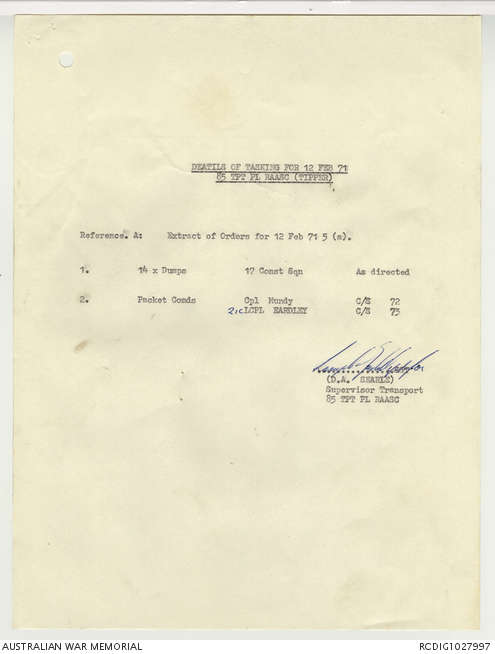 DEATILS OF TASKING FOR 12 FEB 71
85 TPT PL RAASC (TIPPER)
Reference. A: Extract of Orders for 12 Feb 71 5 (a).
1. 14 x Dumps 17 Const Sqn As directed
2. Packet Comds Cpl Mundy C/S 72
2ic LCPL EARDLEY C/S 73
(D.A. SEARLE)
Supervisor Transport
85 TPT PL RAASC
AUSTRALIAN WAR MEMORIAL RCDIG1027997